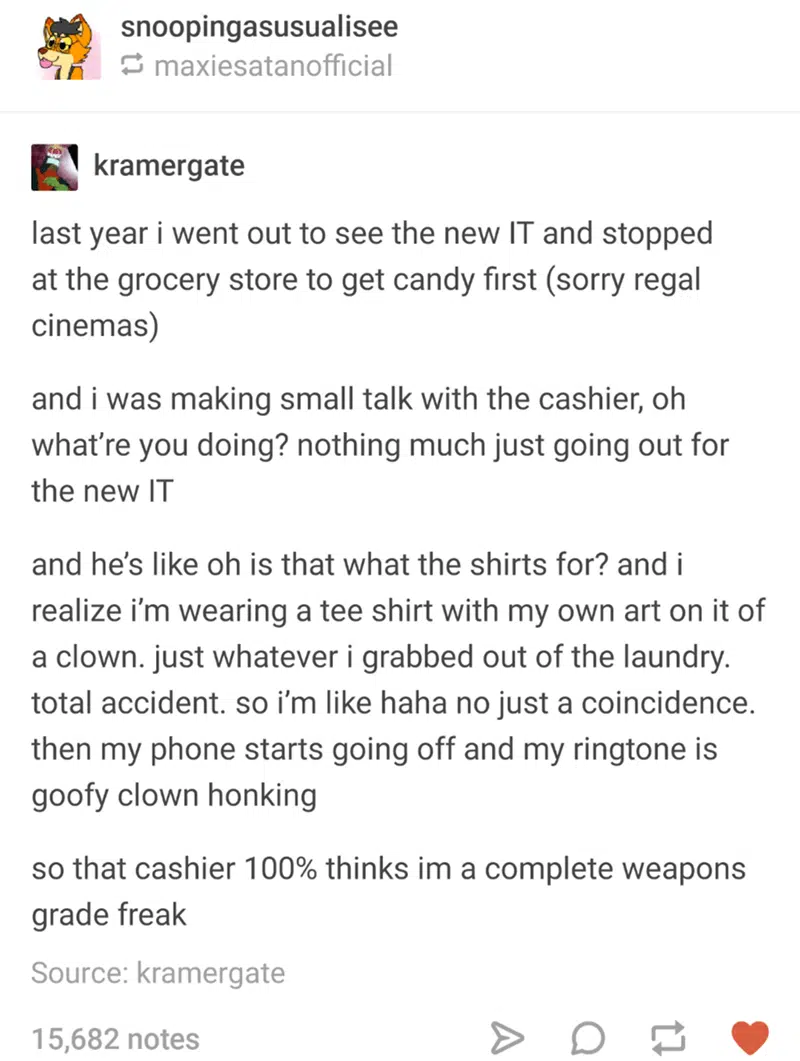 snoopingasusualisee
maxiesatanofficial
kramergate
last year i went out to see the new IT and stopped
at the grocery store to get candy first (sorry regal
cinemas)
and i was making small talk with the cashier, oh
what’re you doing? nothing much just going out for
the new IT
and he’s like oh is that what the shirts for? and i
realize i’m wearing a tee shirt with my own art on it of
a clown. just whatever i grabbed out of the laundry.
total accident. so i’m like haha no just a coincidence.
then my phone starts going off and my ringtone is
goofy clown honking
so that cashier 100% thinks im a complete weapons
grade freak
Source: kramergate
15,682 notes